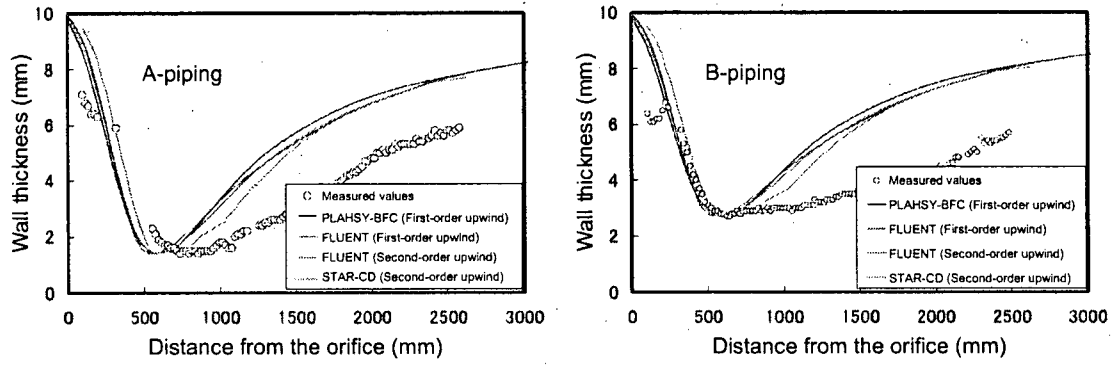 10
8
6
4
2
0
Wall thickness (mm)
A-piping
Measured values
PLAHSY-BFC (First-order upwind)
FLUENT (First-order upwind)
FLUENT (Second-order upwind)
STAR-CD (Second-order upwind)
0 500 1000 1500 2000 2500 3000
Distance from the orifice (mm)
10
8
6
4
2
0
Wall thickness (mm)
B-piping
Measured values
PLAHSY-BFC (First-order upwind)
FLUENT (First-order upwind)
FLUENT (Second-order upwind)
STAR-CD (Second-order upwind)
0 500 1000 1500 2000 2500 3000
Distance from the orifice (mm)